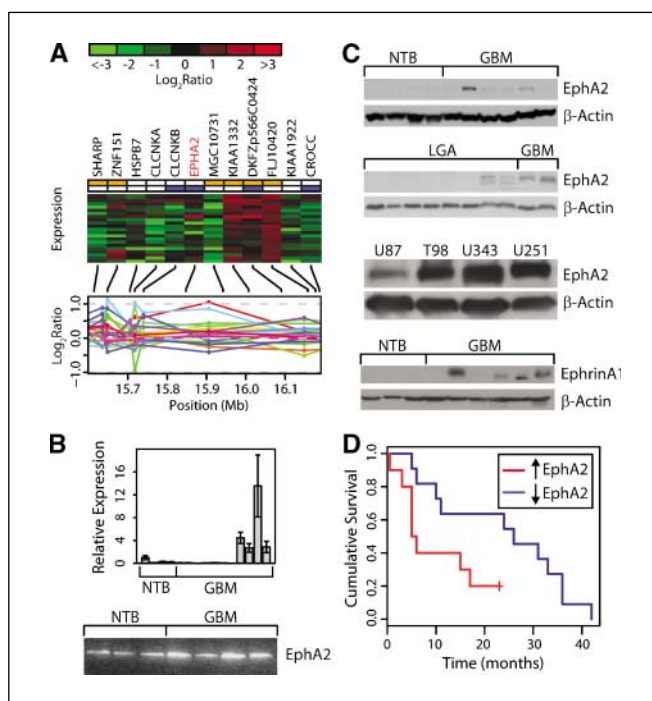 A
<-3 -2 -1 0 1 2 >3
Log2Ratio
SHARP
ZNF151
HSPB7
CLCNKA
CLCNKB
EPHA2
MGC10731
KIAA1332
DKFZp566C0424
FLJ10420
KIAA1922
CROCC
Expression
Log2Ratio
1.0
0.0
-1.0
15.7 15.8 15.9 16.0 16.1
Position (Mb)
B
Relative Expression
16
12
8
4
0
NTB GBM
NTB GBM
EphA2
C
NTB GBM
EphA2
β-Actin
LGA GBM
EphA2
β-Actin
U87 T98 U343 U251
EphA2
β-Actin
NTB GBM
EphrinA1
β-Actin
D
Cumulative Survival
1.0
0.8
0.6
0.4
0.2
0.0
↑EphA2
↓EphA2
0 10 20 30 40
Time (months)